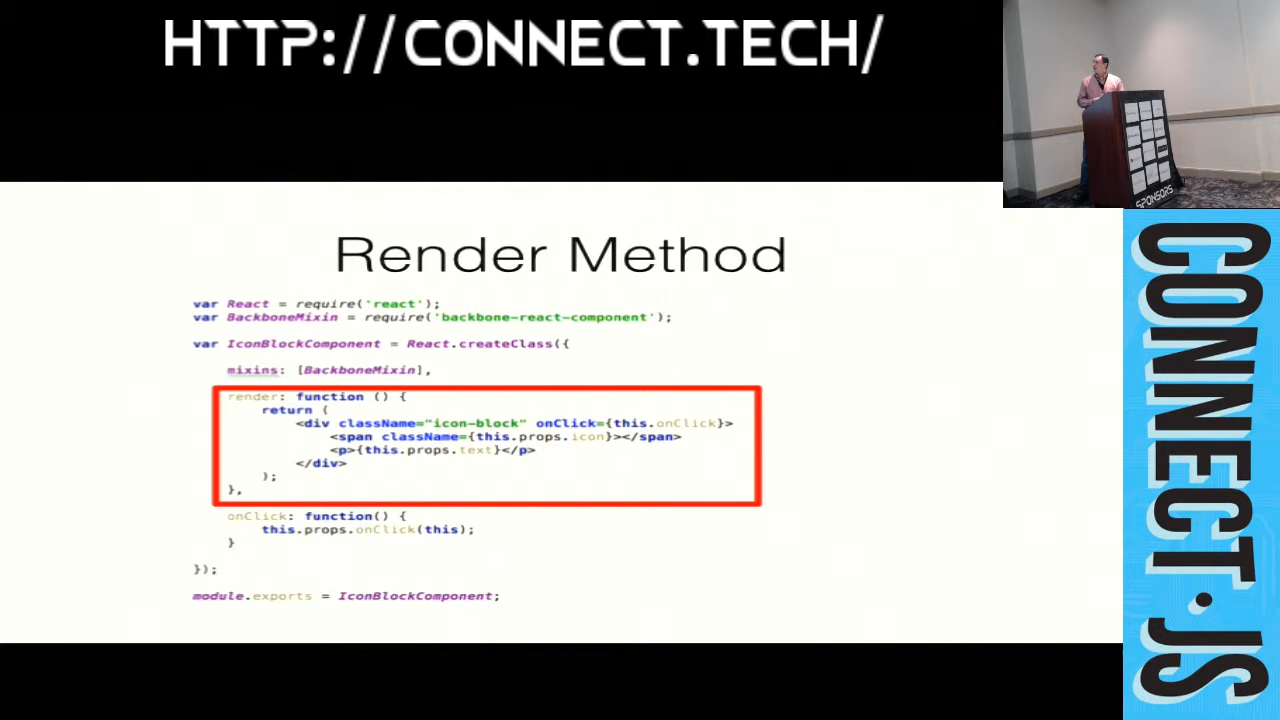 HTTP://CONNECT.TECH/
Render Method
var React = require('react');
var BackboneMixin = require('backbone-react-component');
var IconBlockComponent = React.createClass({
mixins: [BackboneMixin],
render: function () {
return (
<div className="icon-block" onClick={this.onClick}>
<span className={this.props.icon}></span>
<p>{this.props.text}</p>
</div>
);
},
onClick: function() {
this.props.onClick(this);
}
});
module.exports = IconBlockComponent;
SPONSORS
CONNECT.JS